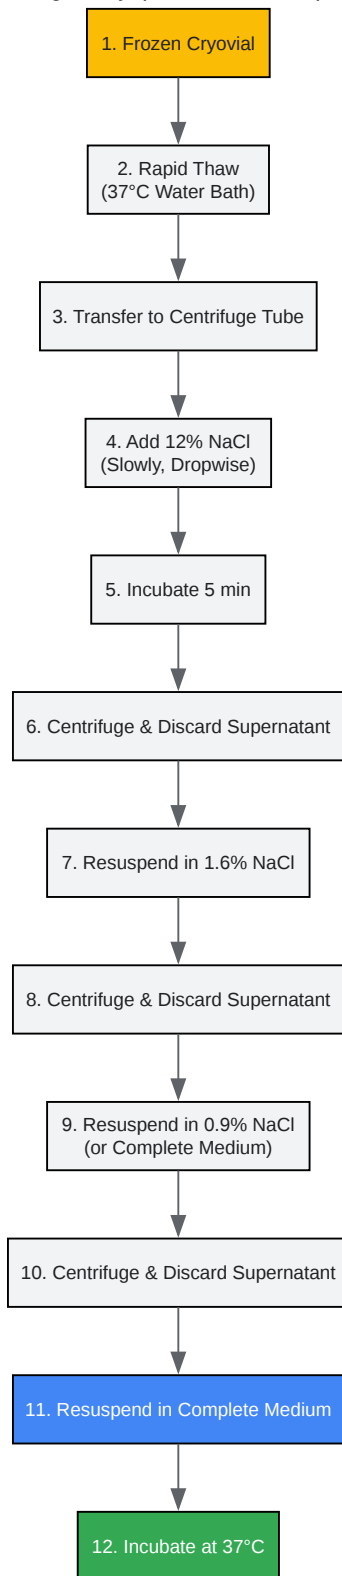 1. Frozen Cryovial
2. Rapid Thaw
(37°C Water Bath)
3. Transfer to Centrifuge Tube
4. Add 12% NaCl
(Slowly, Dropwise)
5. Incubate 5 min
6. Centrifuge & Discard Supernatant
7. Resuspend in 1.6% NaCl
8. Centrifuge & Discard Supernatant
9. Resuspend in 0.9% NaCl
(or Complete Medium)
10. Centrifuge & Discard Supernatant
11. Resuspend in Complete Medium
12. Incubate at 37°C